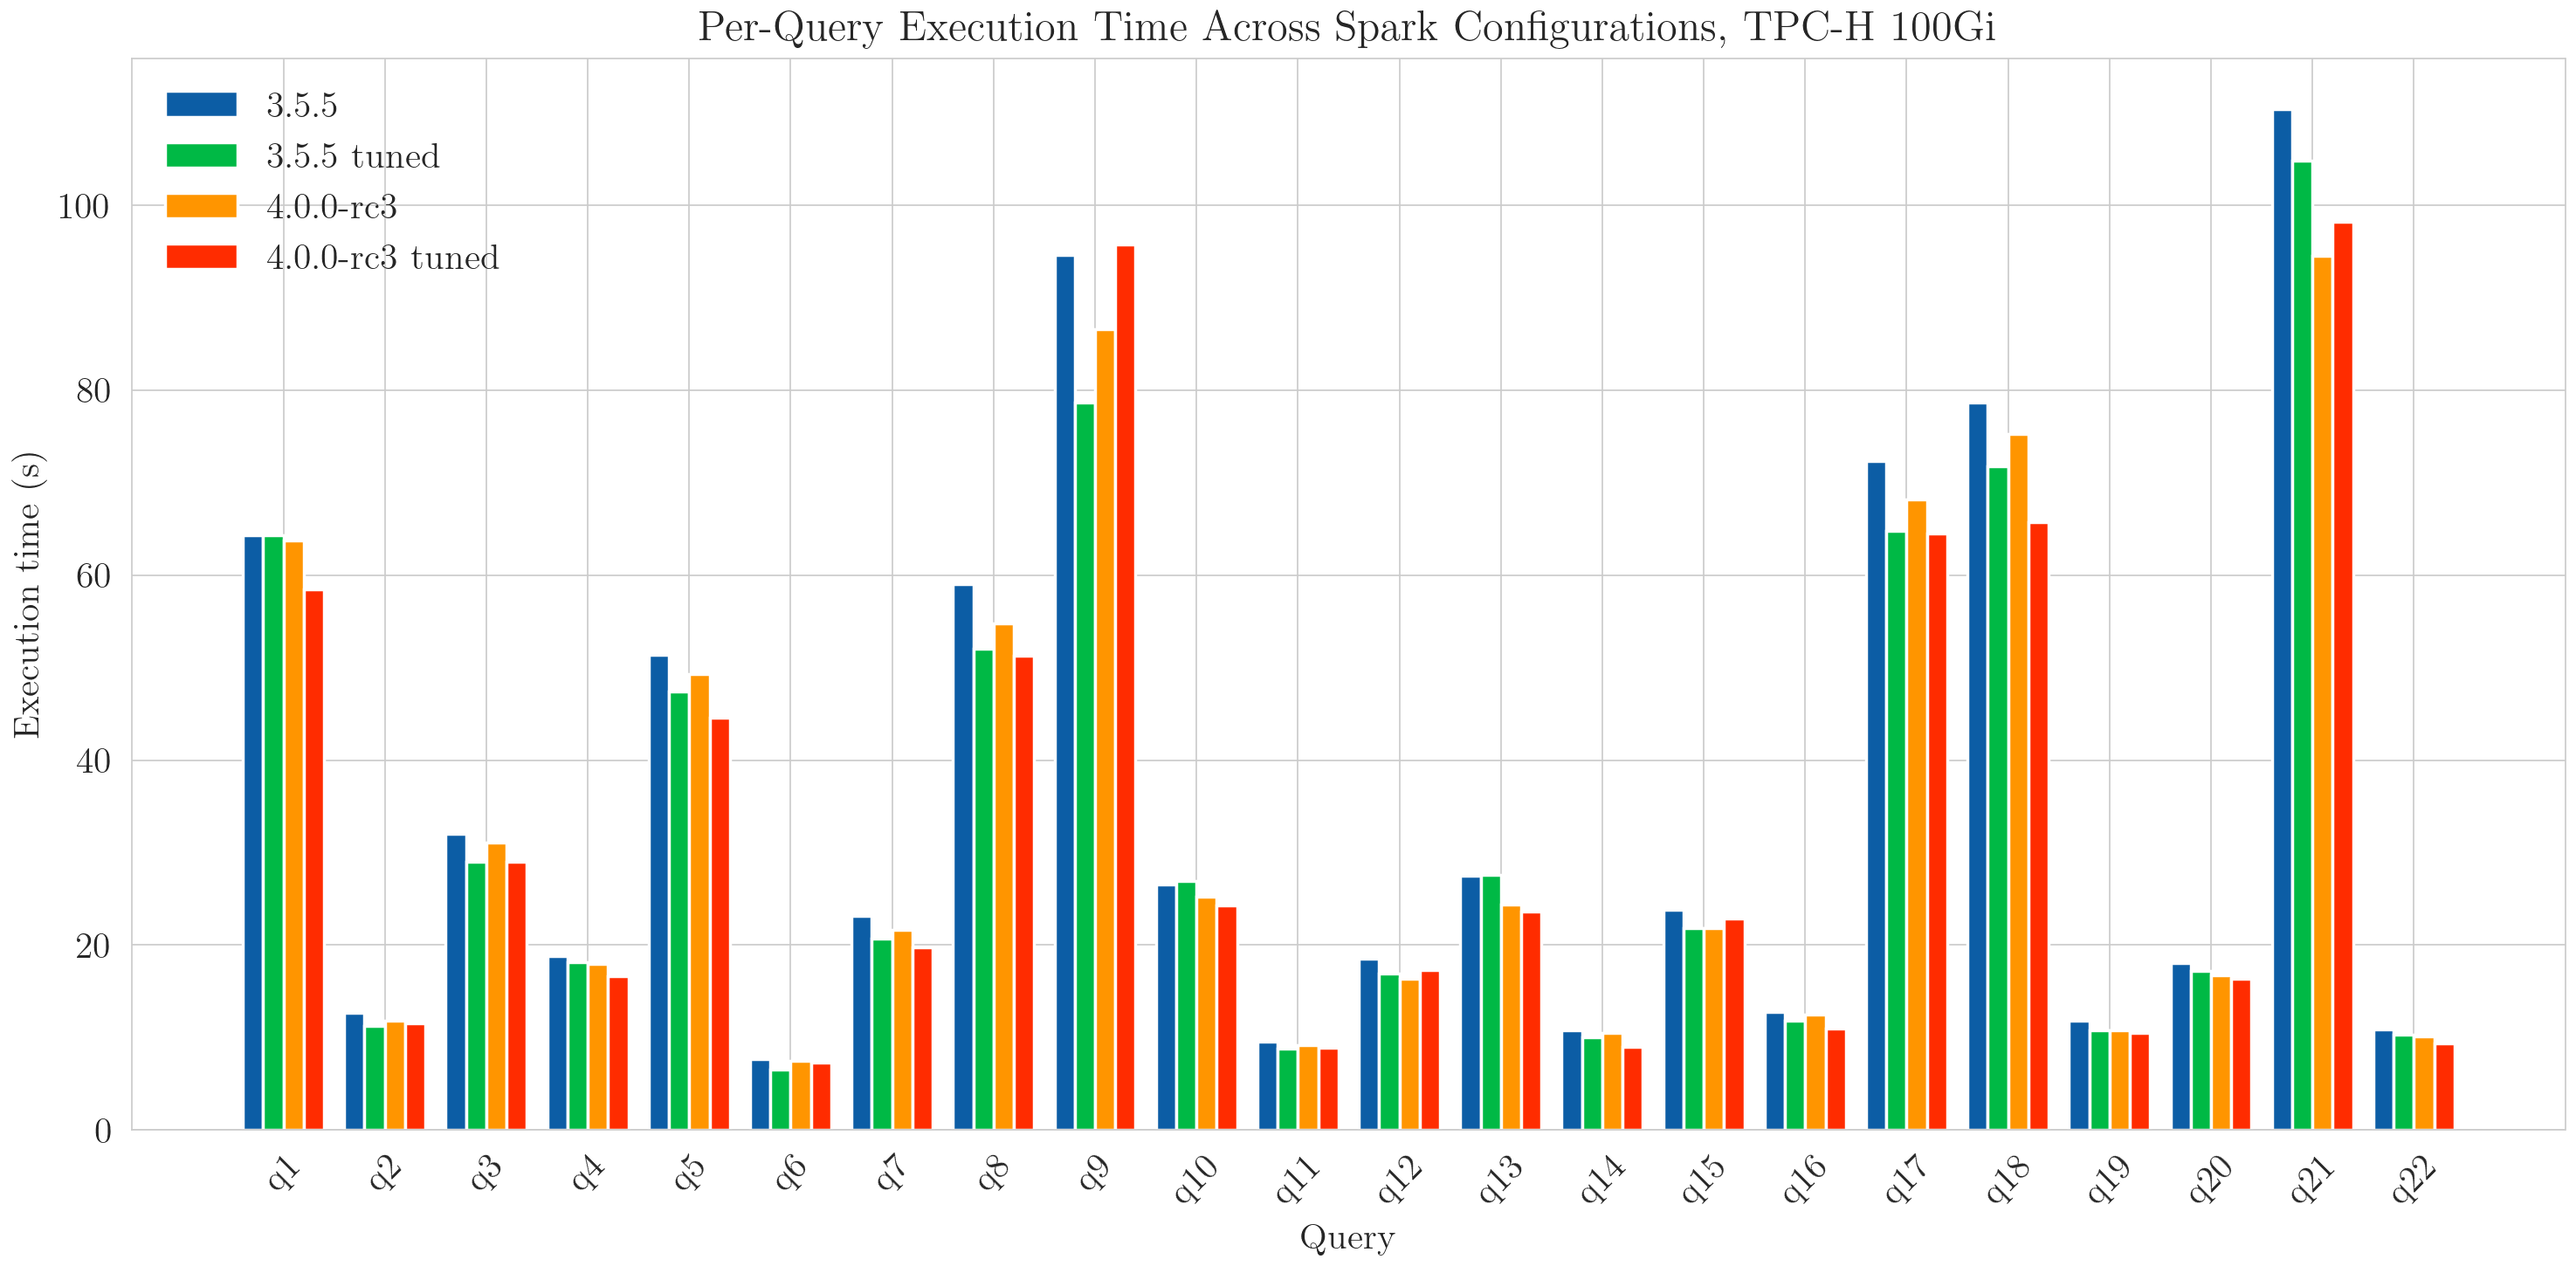 Per-Query Execution Time Across Spark Configurations, TPC-H 100Gi
3.5.5
3.5.5 tuned
4.0.0-rc3
4.0.0-rc3 tuned
Execution time (s)
100
80
60
40
20
0
q1
q2
q3
q4
q5
q6
q7
q8
q9
q10
q11
q12
q13
q14
q15
q16
q17
q18
q19
q20
q21
q22
Query